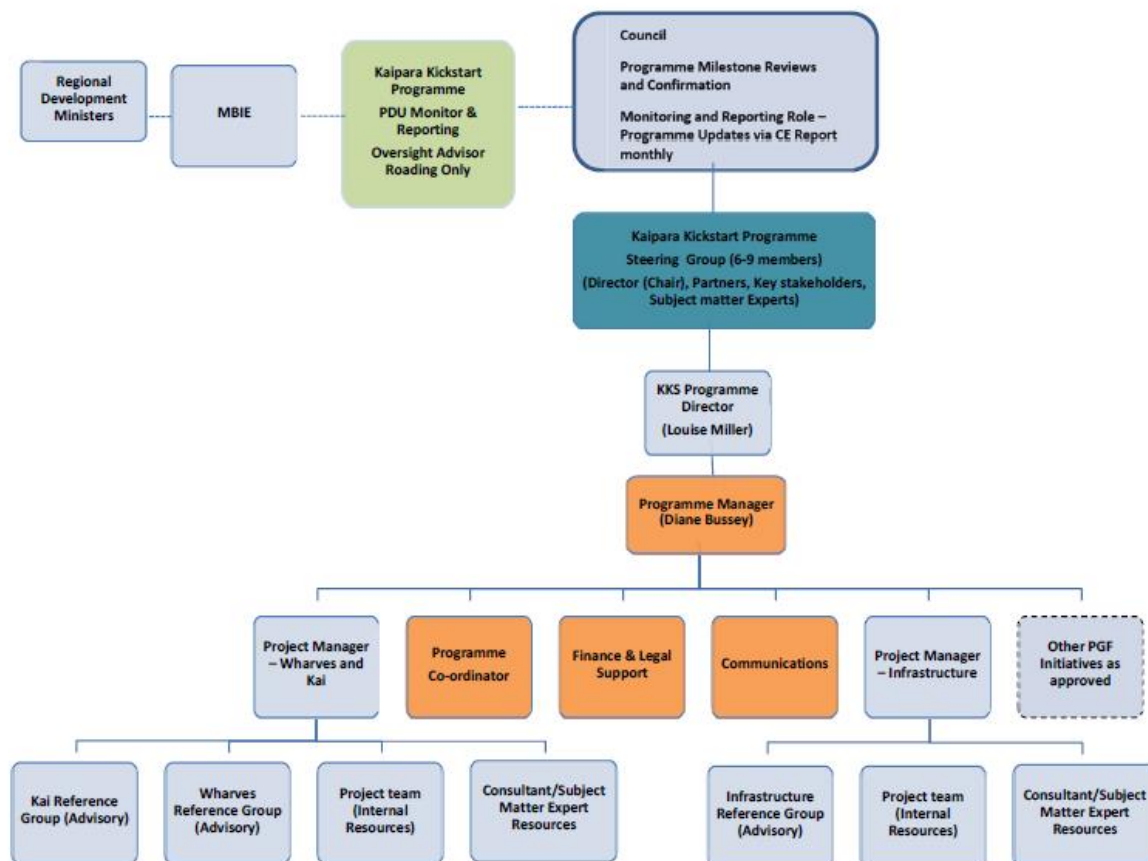 Council
Programme Milestone Reviews
and Confirmation
Monitoring and Reporting Role –
Programme Updates via CE Report
monthly
Regional
Development
Ministers
MBIE
Kaipara Kickstart
Programme
PDU Monitor &
Reporting
Oversight Advisor
Roading Only
Kaipara Kickstart Programme
Steering Group (6-9 members)
(Director (Chair), Partners, Key stakeholders,
Subject matter Experts)
KKS Programme
Director
(Louise Miller)
Programme Manager
(Diane Bussey)
Project Manager
– Wharves and
Kai
Programme
Co-ordinator
Finance & Legal
Support
Communications
Project Manager
– Infrastructure
Other PGF
Initiatives as
approved
Kai Reference
Group (Advisory)
Wharves
Reference Group
(Advisory)
Project team
(Internal
Resources)
Consultant/Subject
Matter Expert
Resources
Infrastructure
Reference Group
(Advisory)
Project team
(Internal
Resources)
Consultant/Subject
Matter Expert
Resources